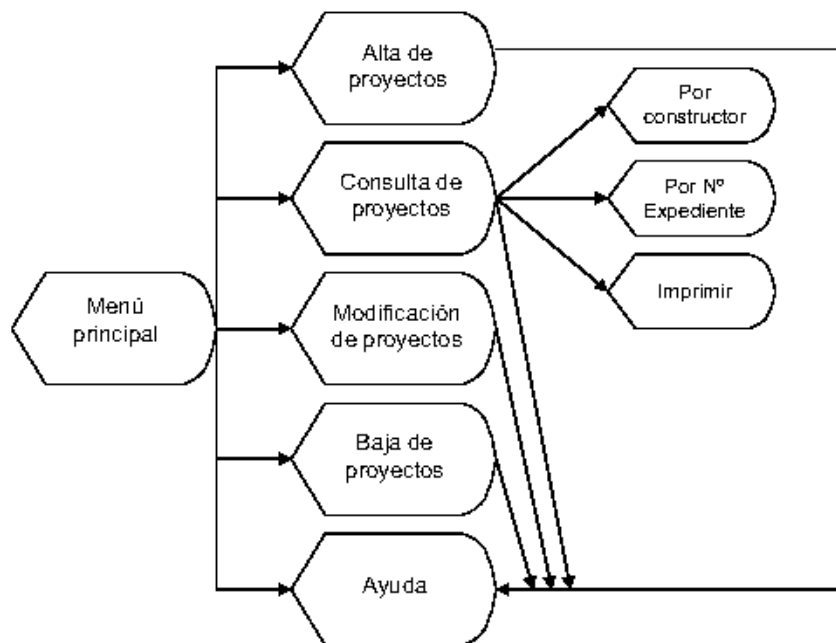 Alta de
proyectos
Por
constructor
Consulta de
proyectos
Por Nº
Expediente
Imprimir
Menú
principal
Modificación
de proyectos
Baja de
proyectos
Ayuda